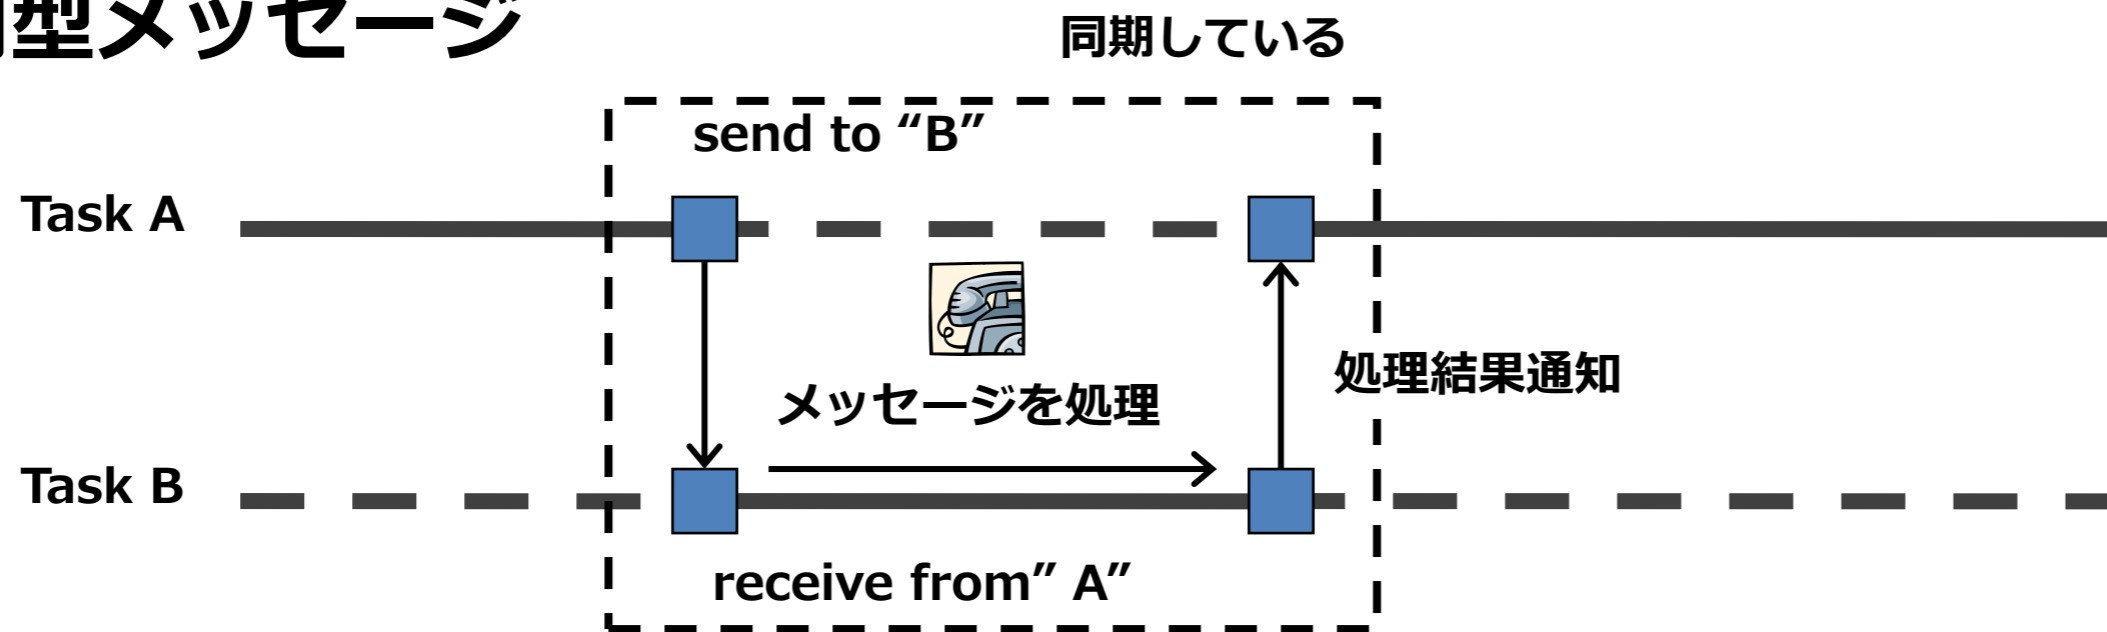 型メッセージ
同期している
send to “B”
Task A
処理結果通知
メッセージを処理
Task B
receive from” A”